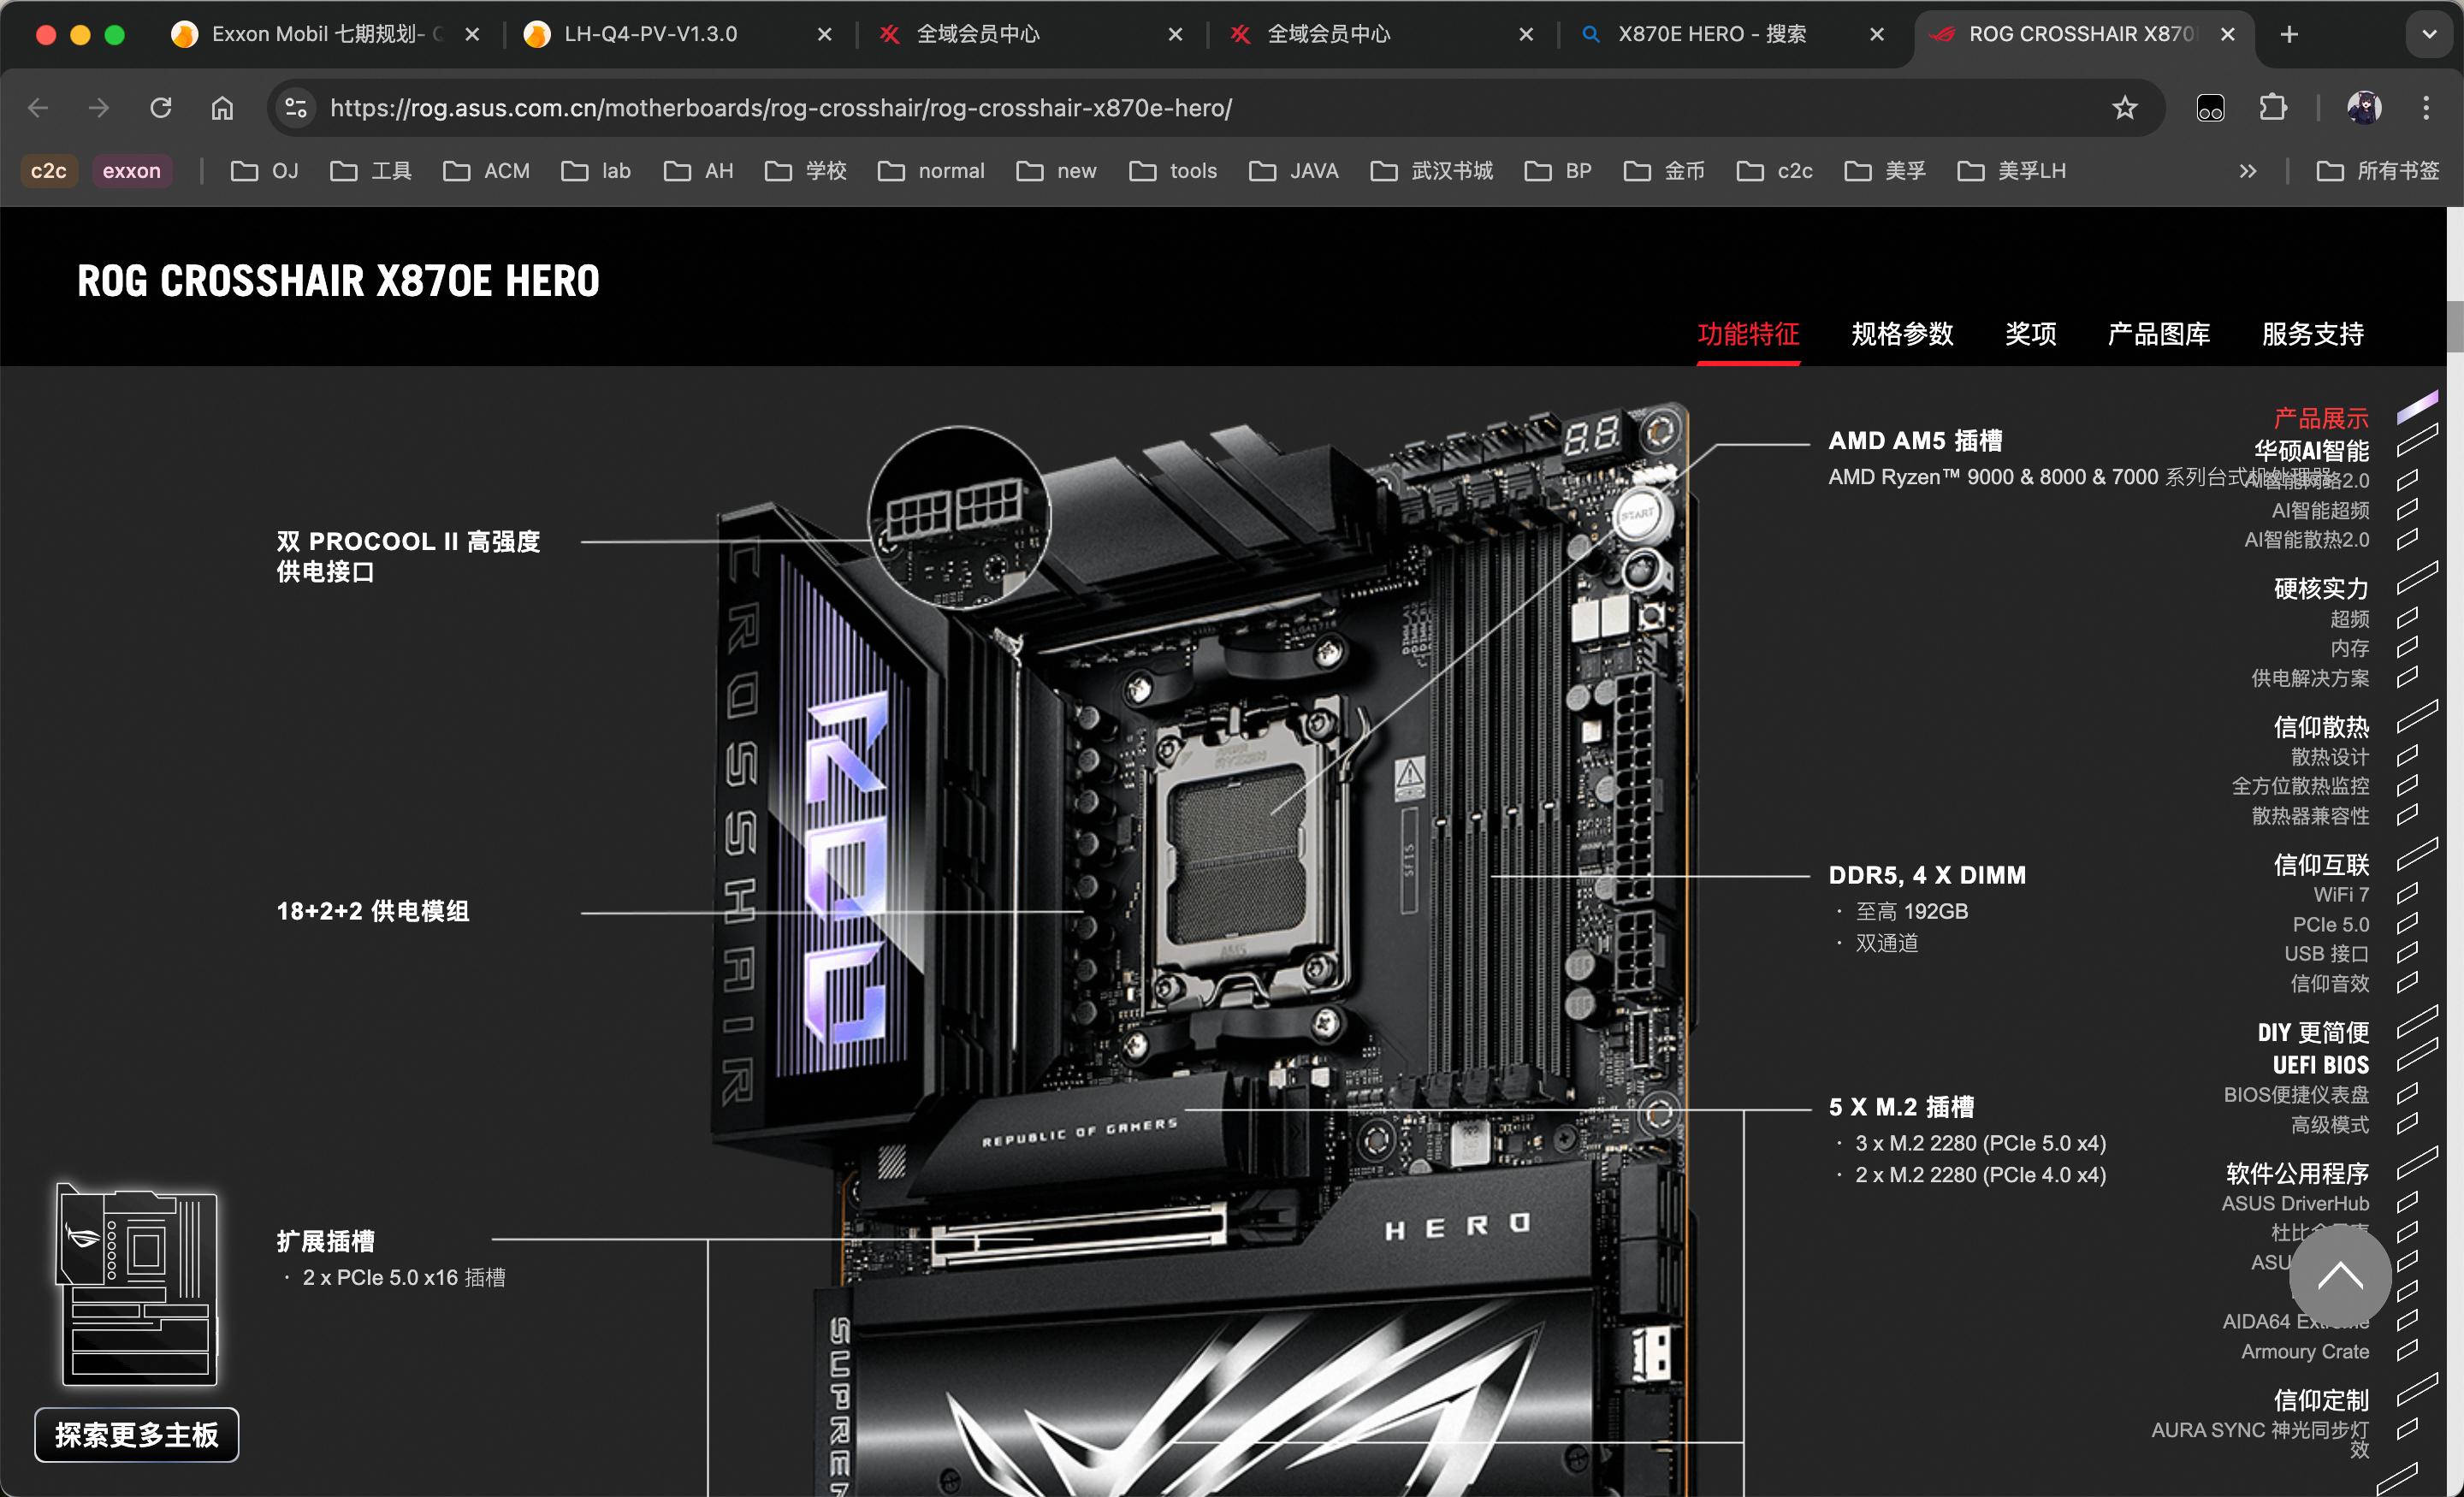 Exxon Mobil 七期规划-
LH-Q4-PV-V1.3.0
全域会员中心
全域会员中心
X870E HERO - 搜索
ROG CROSSHAIR X870
https://rog.asus.com.cn/motherboards/rog-crosshair/rog-crosshair-x870e-hero/
c2c
exxon
OJ
工具
ACM
lab
AH
学校
normal
new
tools
JAVA
武汉书城
BP
金币
c2c
美孚
美孚LH
所有书签
ROG CROSSHAIR X870E HERO
功能特征
规格参数
奖项
产品图库
服务支持
双 PROCOOL II 高强度
供电接口
18+2+2 供电模组
扩展插槽
· 2 x PCIe 5.0 x16 插槽
探索更多主板
CROSSHAIR
ROG
8.8.
START
SFIS
AM5
REPUBLIC OF GAMERS
HERO
AMD AM5 插槽
AMD Ryzen™ 9000 & 8000 & 7000 系列台式机处理器
DDR5, 4 X DIMM
· 至高 192GB
· 双通道
5 X M.2 插槽
· 3 x M.2 2280 (PCIe 5.0 x4)
· 2 x M.2 2280 (PCIe 4.0 x4)
产品展示
华硕AI智能
AI智能网络2.0
AI智能超频
AI智能散热2.0
硬核实力
超频
内存
供电解决方案
信仰散热
散热设计
全方位散热监控
散热器兼容性
信仰互联
WiFi 7
PCIe 5.0
USB 接口
信仰音效
DIY 更简便
UEFI BIOS
BIOS便捷仪表盘
高级模式
软件公用程序
ASUS DriverHub
杜比
ASU
AIDA64 Extreme
Armoury Crate
信仰定制
AURA SYNC 神光同步灯
效